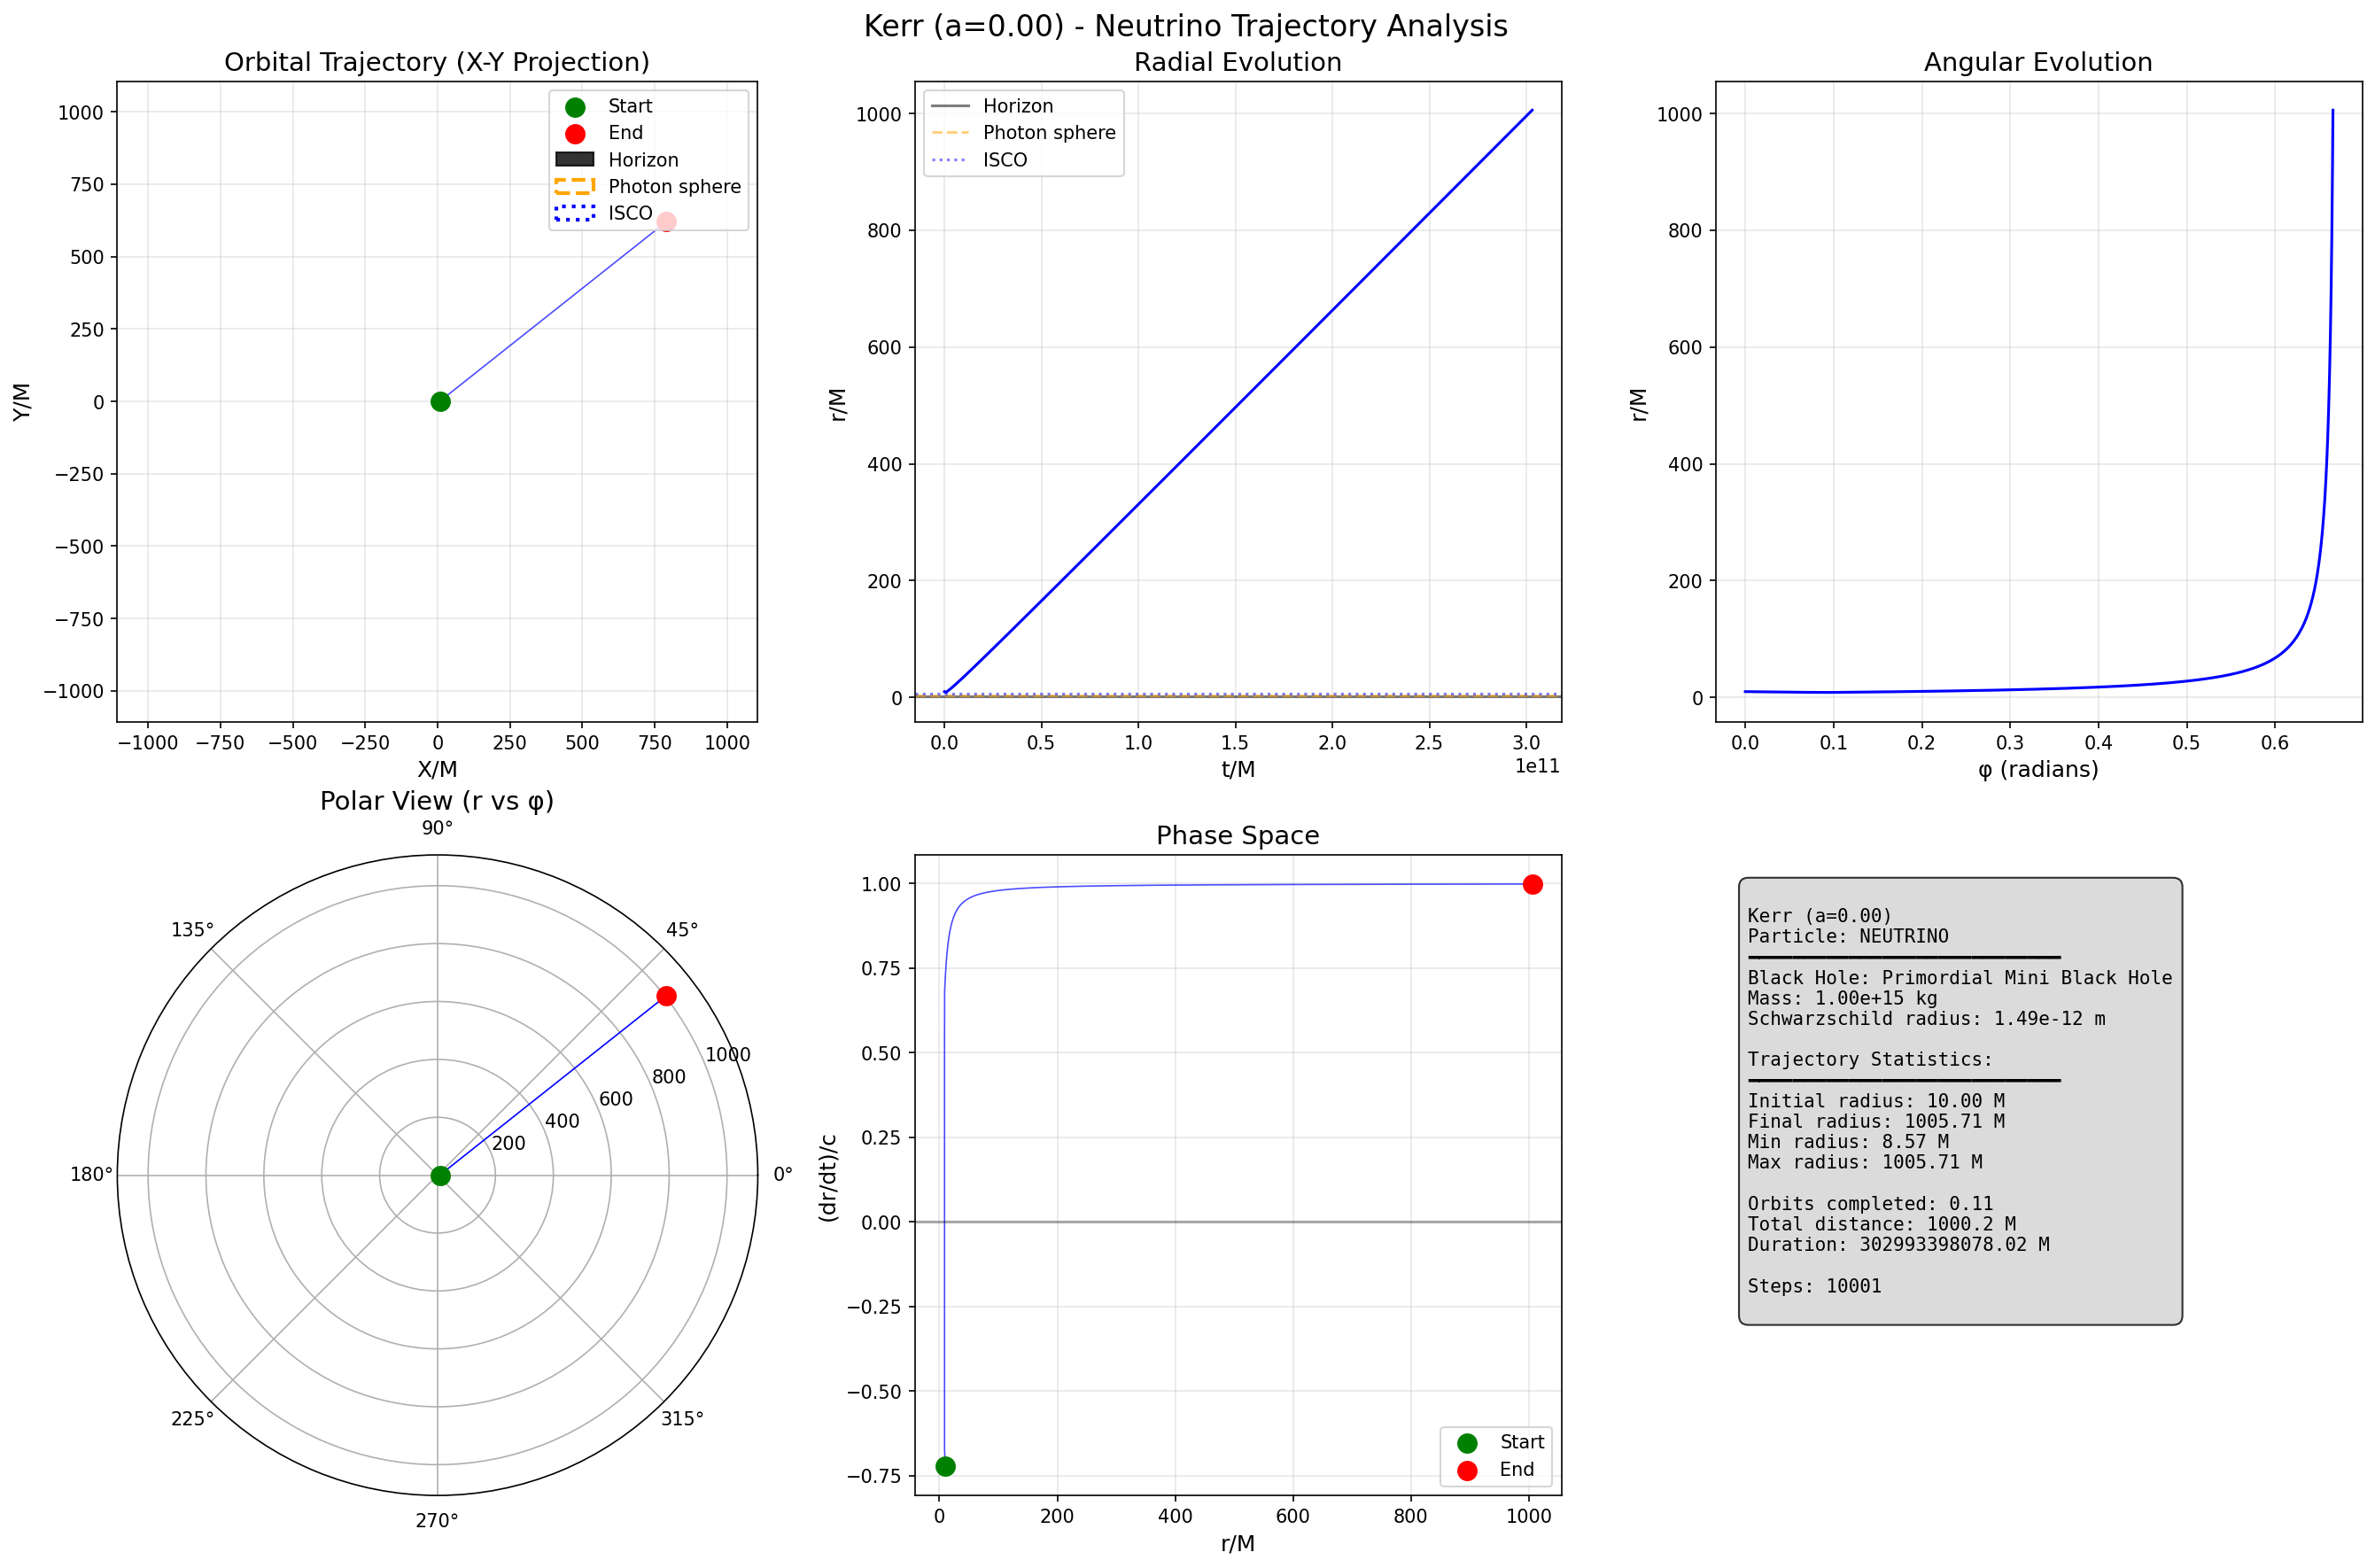 Kerr (a=0.00) - Neutrino Trajectory Analysis
Orbital Trajectory (X-Y Projection)
Start
End
Horizon
Photon sphere
ISCO
1000
750
500
250
0
−250
−500
−750
−1000
Y/M
−1000 −750 −500 −250 0 250 500 750 1000
X/M
Radial Evolution
Horizon
Photon sphere
ISCO
1000
800
600
400
200
0
r/M
0.0 0.5 1.0 1.5 2.0 2.5 3.0
1e11
t/M
Angular Evolution
1000
800
600
400
200
0
r/M
0.0 0.1 0.2 0.3 0.4 0.5 0.6
φ (radians)
Polar View (r vs φ)
90°
135°
45°
1000
800
600
400
200
180°
0°
225°
315°
270°
Phase Space
1.00
0.75
0.50
0.25
0.00
−0.25
−0.50
−0.75
(dr/dt)/c
Start
End
0 200 400 600 800 1000
r/M
Kerr (a=0.00)
Particle: NEUTRINO
Black Hole: Primordial Mini Black Hole
Mass: 1.00e+15 kg
Schwarzschild radius: 1.49e-12 m
Trajectory Statistics:
Initial radius: 10.00 M
Final radius: 1005.71 M
Min radius: 8.57 M
Max radius: 1005.71 M
Orbits completed: 0.11
Total distance: 1000.2 M
Duration: 302993398078.02 M
Steps: 10001